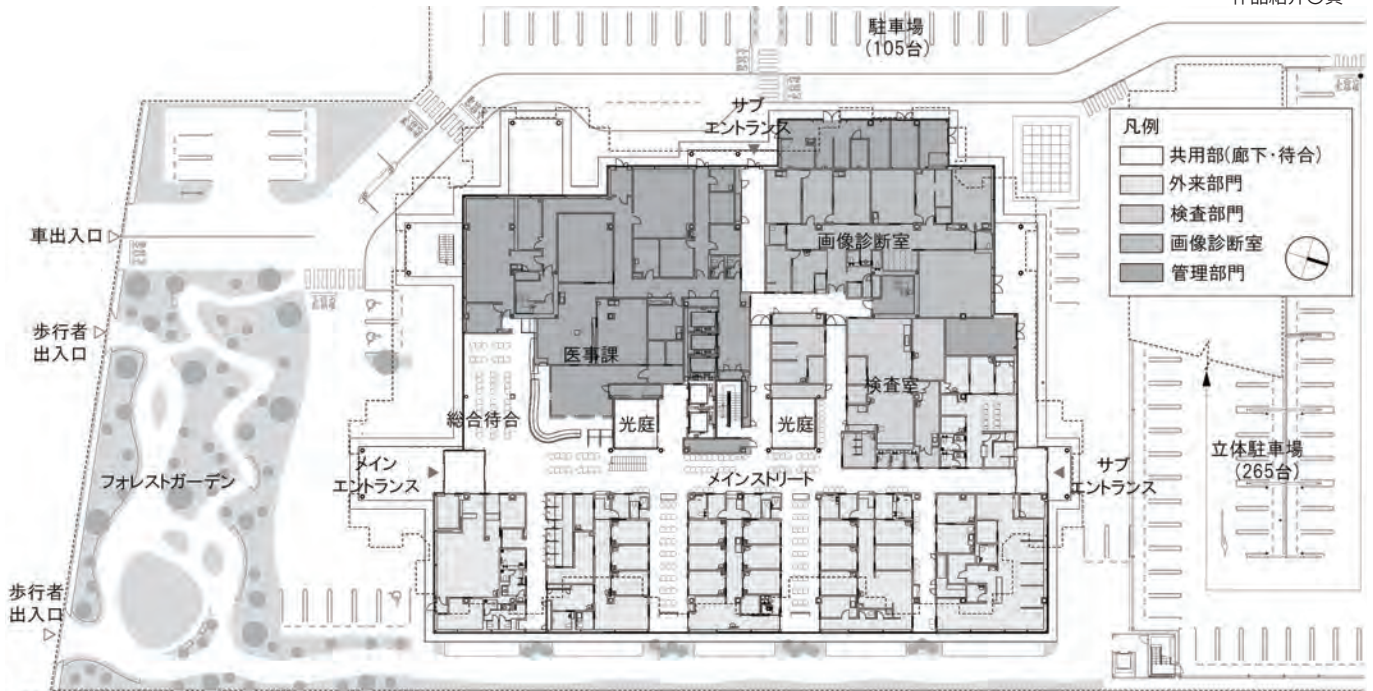 駐車場
(105台)
サブ
エントランス
凡例
共用部(廊下・待合)
外来部門
検査部門
画像診断室
管理部門
車出入口
画像診断室
歩行者
出入口
医事課
検査室
総合待合
光庭
光庭
メイン
エントランス
フォレストガーデン
メインストリート
サブ
エントランス
立体駐車場
(265台)
歩行者
出入口